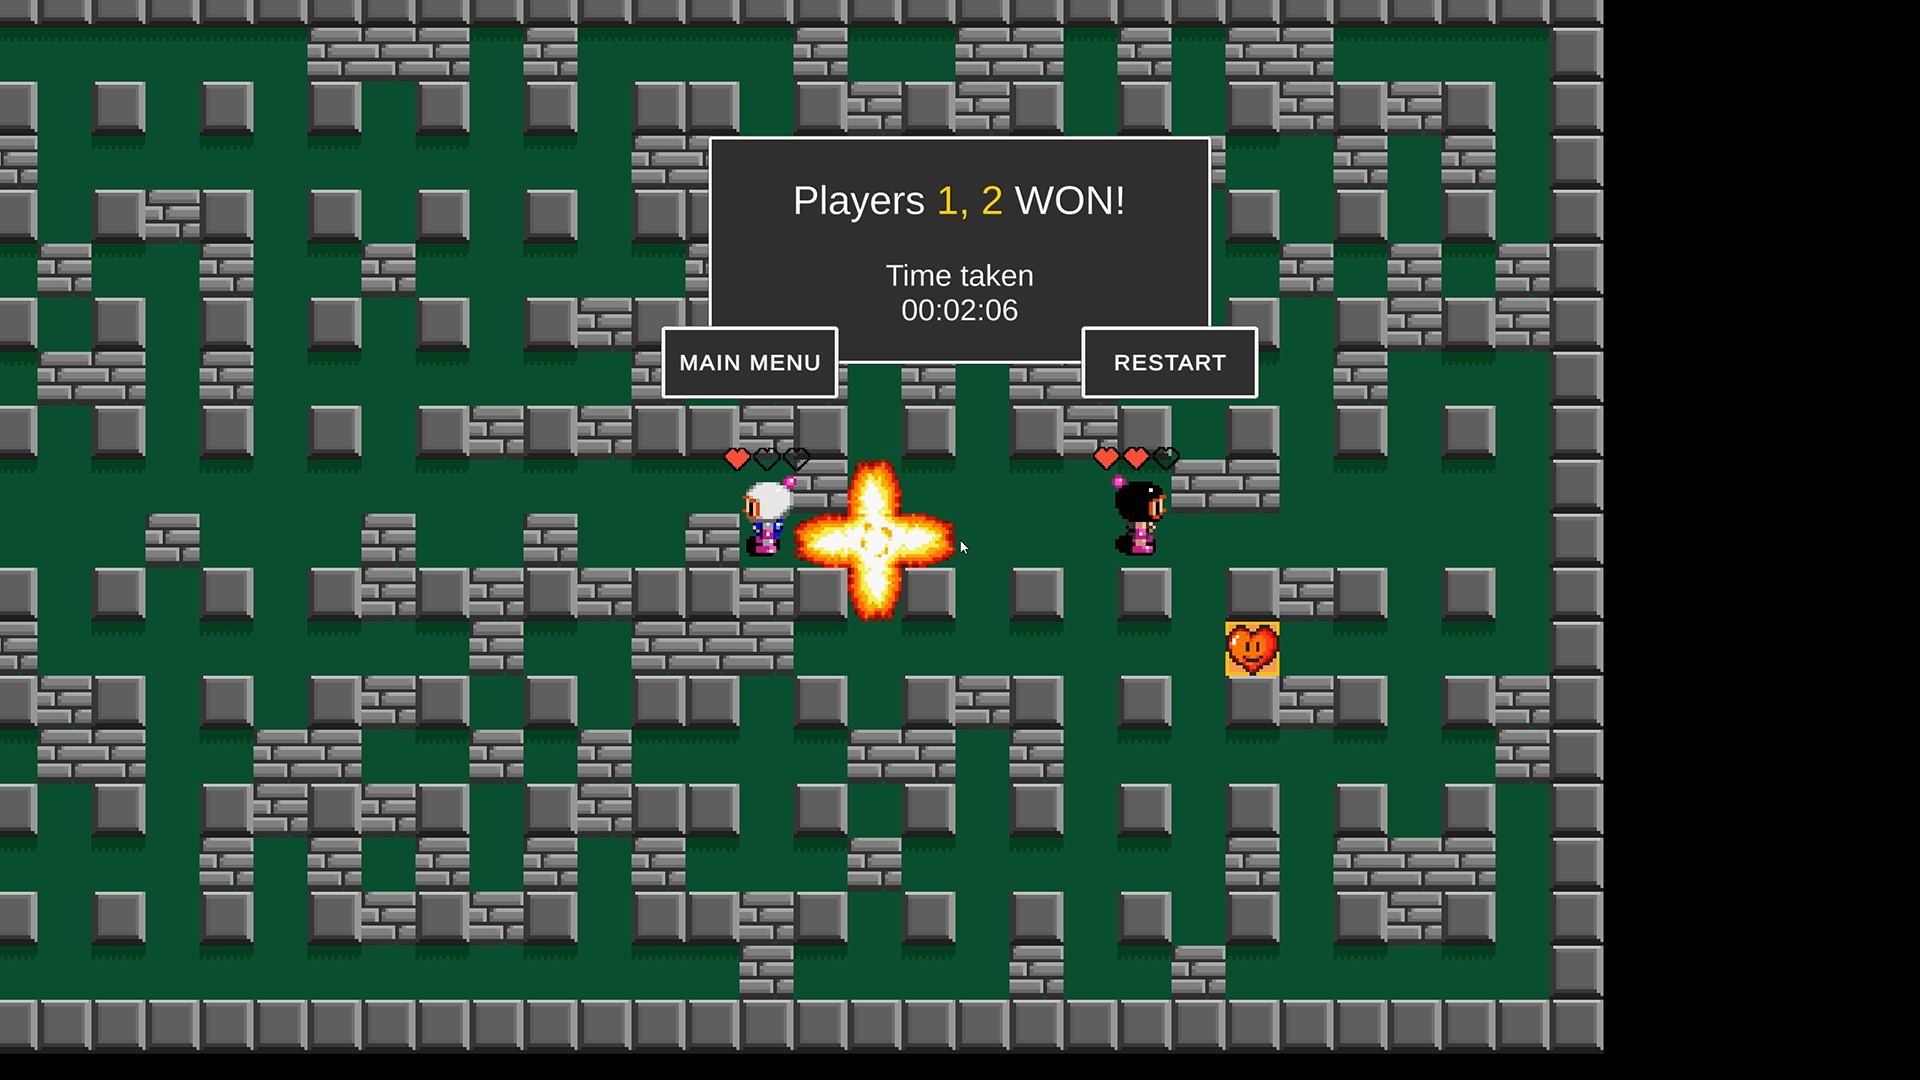 Players 1, 2 WON!
Time taken
00:02:06
MAIN MENU
RESTART